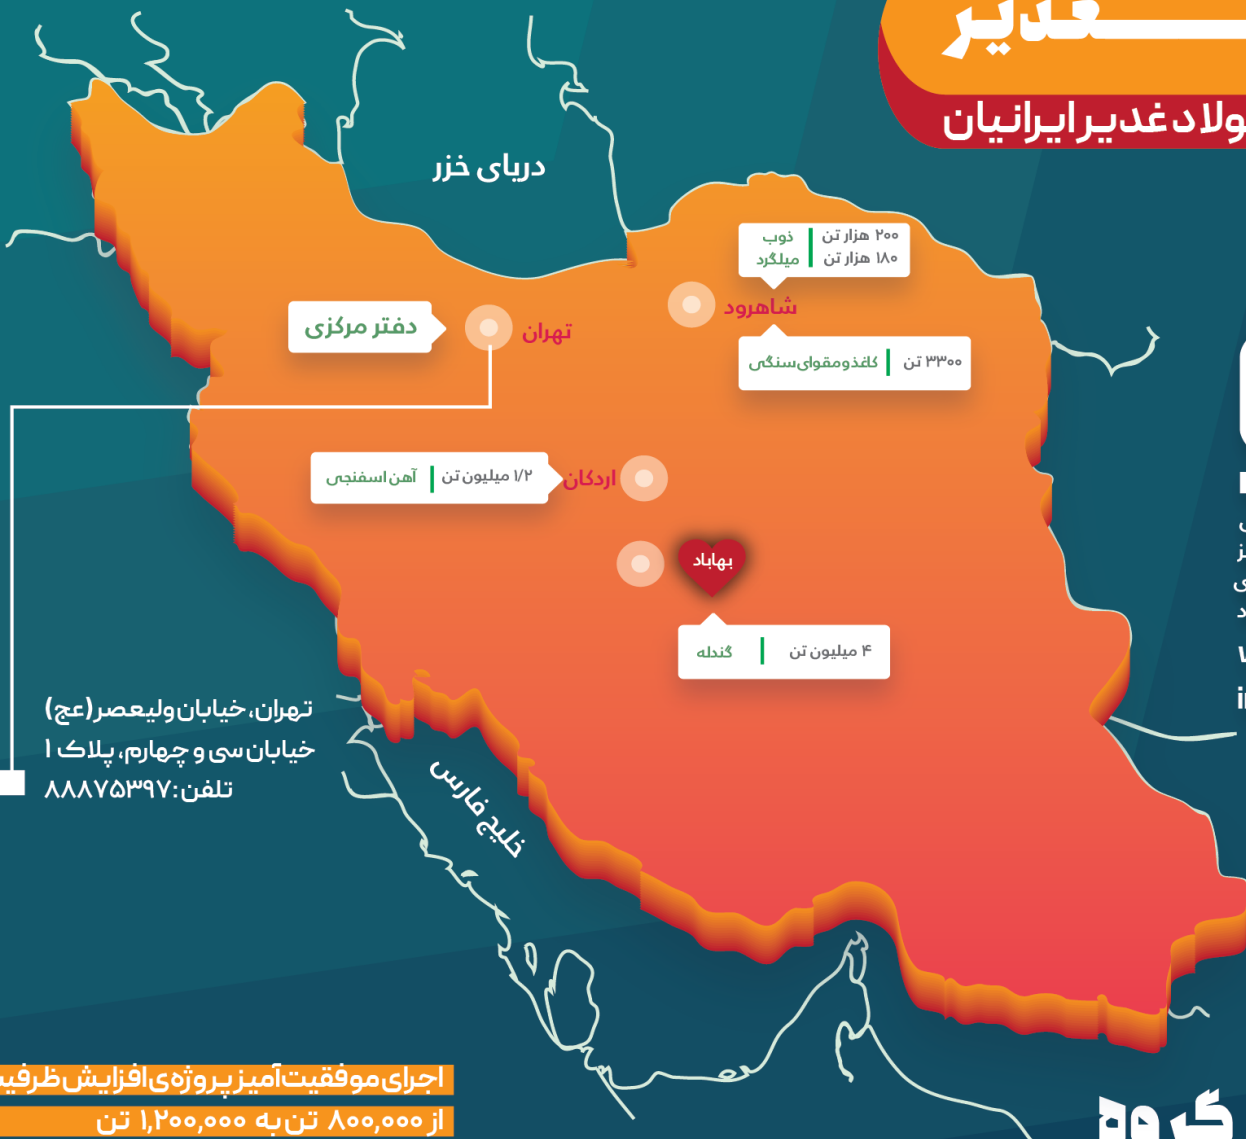 غدیر
ولاد غدیر ایرانیان
دریای خزر
۲۰۰ هزار تن | ذوب
۱۸۰ هزار تن | میلگرد
شاهرود
۳۳۰۰ تن | کاغذ و مقوای سنگی
تهران
دفتر مرکزی
اردکان
۱/۲ میلیون تن | آهن اسفنجی
بهاباد
۴ میلیون تن | گندله
تهران، خیابان ولیعصر(عج)
خیابان سی و چهارم، پلاک ۱
تلفن:۸۸۸۷۵۳۹۷
خلیج فارس
اجرای موفقیت‌آمیز پروژه‌ی افزایش
از ۸۰۰,۰۰۰ تن به ۱,۲۰۰,۰۰۰ تن
گروه